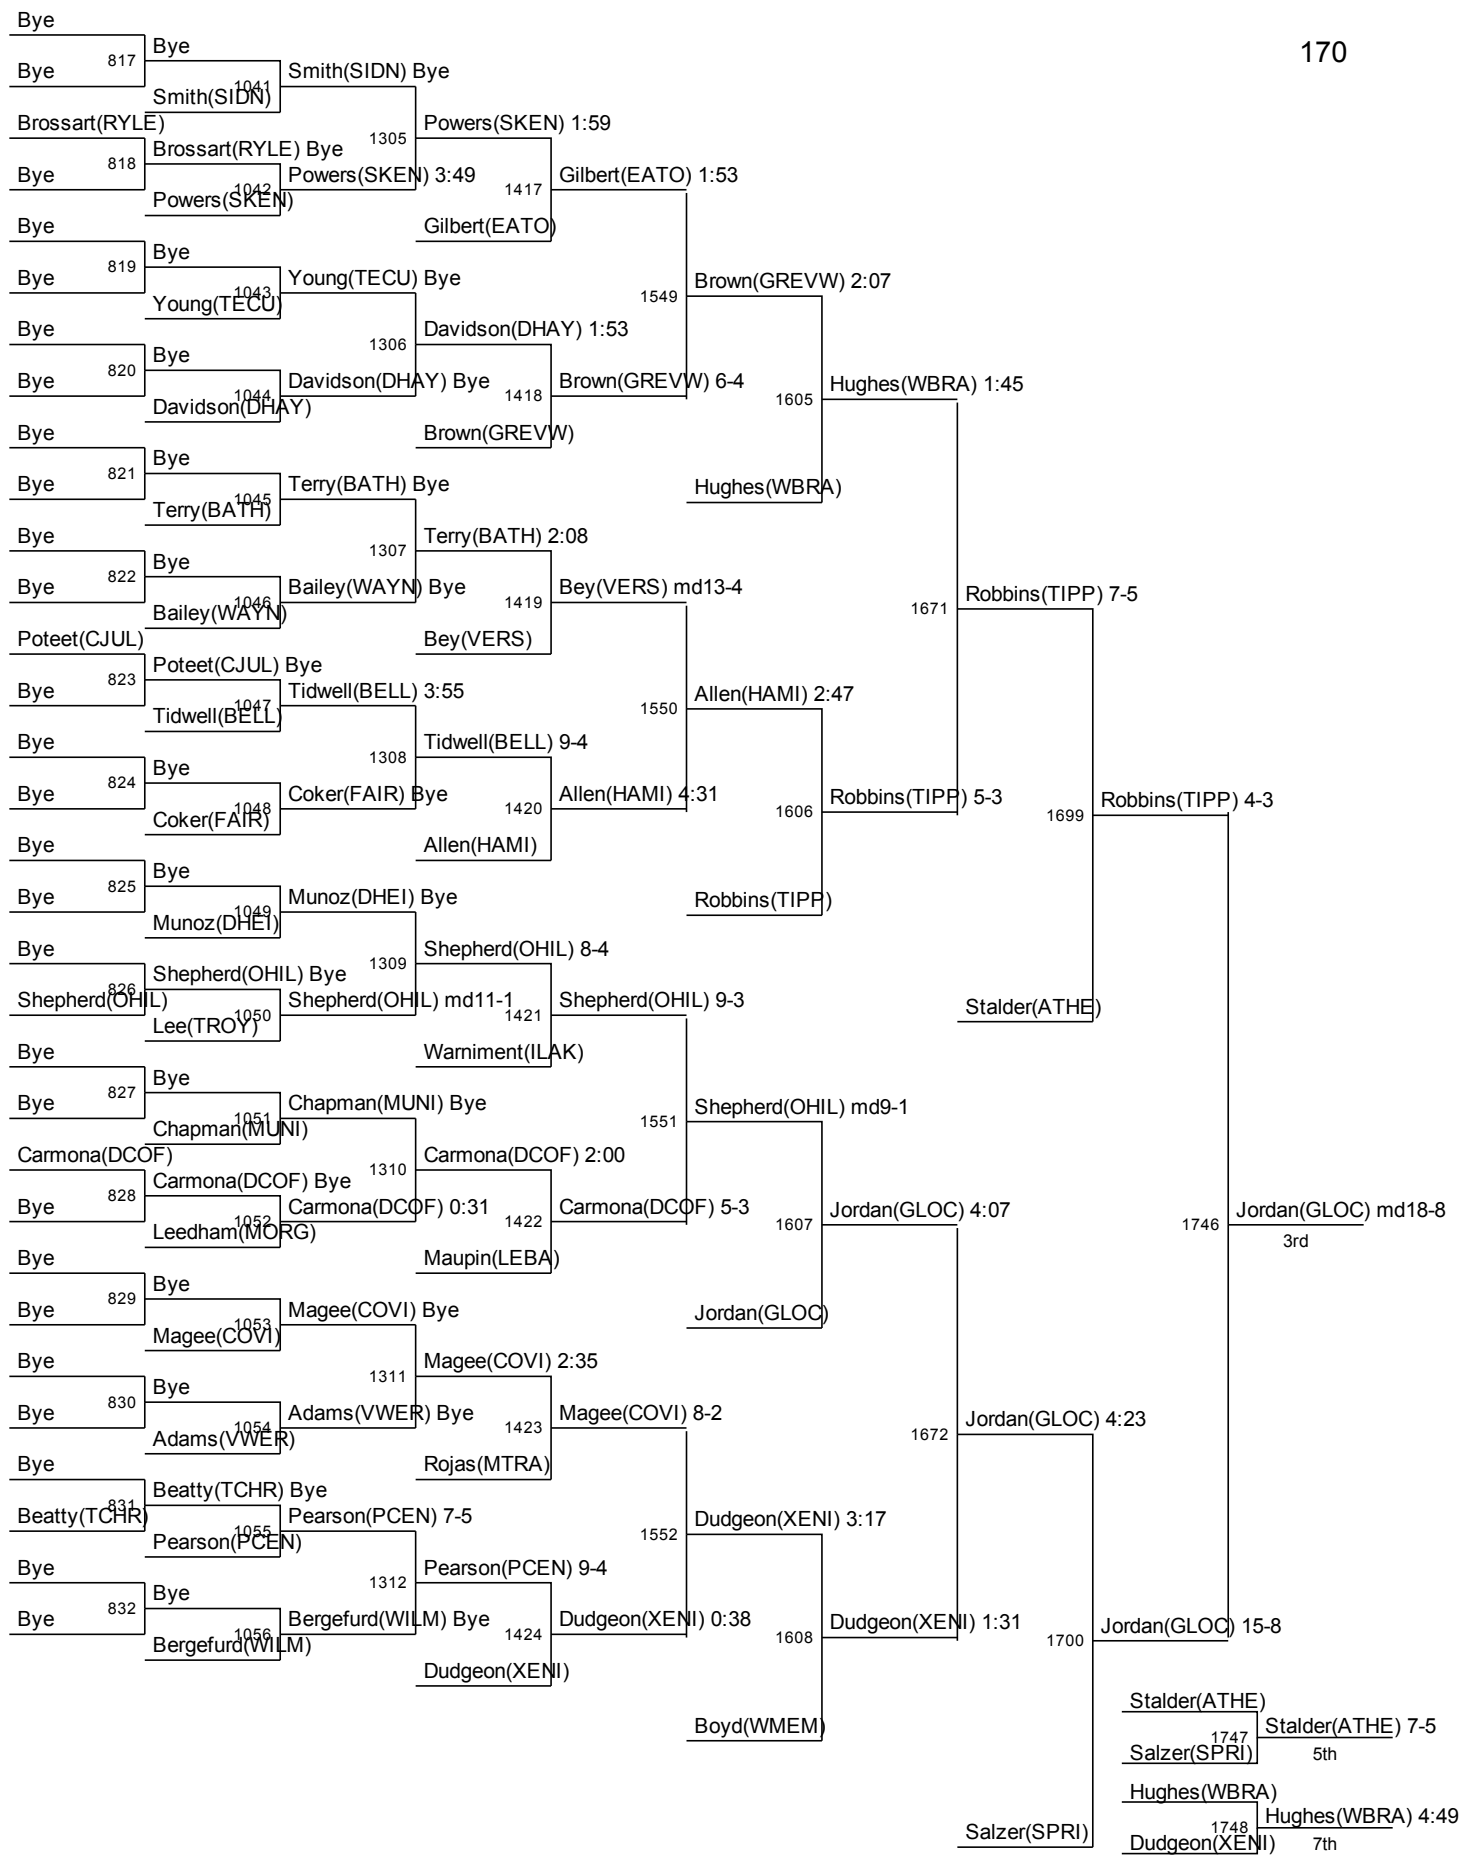 170
Bye
Bye
817
Bye
Smith(SIDN)
1041
Smith(SIDN) Bye
Brossart(RYLE)
Bye
818
Brossart(RYLE) Bye
Powers(SKEN)
1042
Powers(SKEN) 3:49
1305
Powers(SKEN) 1:59
Gilbert(EATO)
1417
Gilbert(EATO) 1:53
Bye
Bye
819
Bye
Young(TECU)
1043
Young(TECU) Bye
Bye
Bye
820
Bye
Davidson(DHAY)
1044
Davidson(DHAY) Bye
1306
Davidson(DHAY) 1:53
Brown(GREVW)
1418
Brown(GREVW) 6-4
1549
Brown(GREVW) 2:07
Hughes(WBRA)
1605
Hughes(WBRA) 1:45
Bye
Bye
821
Bye
Terry(BATH)
1045
Terry(BATH) Bye
Bye
Bye
822
Bye
Bailey(WAYN)
1046
Bailey(WAYN) Bye
1307
Terry(BATH) 2:08
Bey(VERS)
1419
Bey(VERS) md13-4
Poteet(CJUL)
Bye
823
Poteet(CJUL) Bye
Tidwell(BELL)
1047
Tidwell(BELL) 3:55
Bye
Bye
824
Bye
Coker(FAIR)
1048
Coker(FAIR) Bye
1308
Tidwell(BELL) 9-4
Allen(HAMI)
1420
Allen(HAMI) 4:31
1550
Allen(HAMI) 2:47
Robbins(TIPP)
1606
Robbins(TIPP) 5-3
1671
Robbins(TIPP) 7-5
Stalder(ATHE)
1699
Robbins(TIPP) 4-3
Bye
Bye
825
Bye
Munoz(DHEI)
1049
Munoz(DHEI) Bye
Bye
Shepherd(OHIL)
826
Shepherd(OHIL) Bye
Lee(TROY)
1050
Shepherd(OHIL) md11-1
1309
Shepherd(OHIL) 8-4
Warniment(ILAK)
1421
Shepherd(OHIL) 9-3
Bye
Bye
827
Bye
Chapman(MUNI)
1051
Chapman(MUNI) Bye
Carmona(DCOF)
Bye
828
Carmona(DCOF) Bye
Leedham(MORG)
1052
Carmona(DCOF) 0:31
1310
Carmona(DCOF) 2:00
Maupin(LEBA)
1422
Carmona(DCOF) 5-3
1551
Shepherd(OHIL) md9-1
Jordan(GLOC)
1607
Jordan(GLOC) 4:07
Bye
Bye
829
Bye
Magee(COVI)
1053
Magee(COVI) Bye
Bye
Bye
830
Bye
Adams(VWER)
1054
Adams(VWER) Bye
1311
Magee(COVI) 2:35
Rojas(MTRA)
1423
Magee(COVI) 8-2
Bye
Beatty(TCHR)
831
Beatty(TCHR) Bye
Pearson(PCEN)
1055
Pearson(PCEN) 7-5
Bye
Bye
832
Bye
Bergefurd(WILM)
1056
Bergefurd(WILM) Bye
1312
Pearson(PCEN) 9-4
Dudgeon(XENI)
1424
Dudgeon(XENI) 0:38
1552
Dudgeon(XENI) 3:17
Boyd(WMEM)
1608
Dudgeon(XENI) 1:31
1672
Jordan(GLOC) 4:23
Salzer(SPRI)
1700
Jordan(GLOC) 15-8
1746
Jordan(GLOC) md18-8
3rd
Stalder(ATHE)
Salzer(SPRI)
1747
Stalder(ATHE) 7-5
5th
Hughes(WBRA)
Dudgeon(XENI)
1748
Hughes(WBRA) 4:49
7th